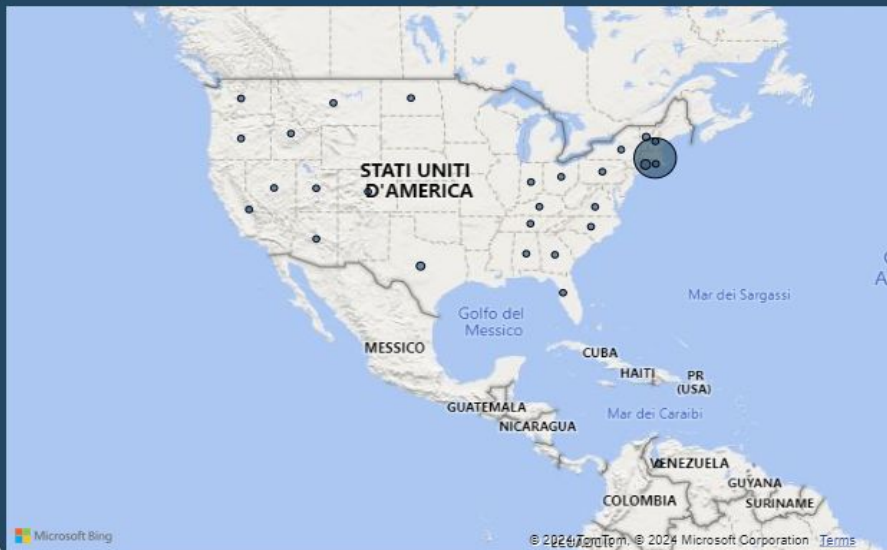 STATI UNITI
D'AMERICA
Mar dei Sargassi
Golfo del
Messico
MESSICO
CUBA
HAITI
PR
(USA)
GUATEMALA
Mar dei Caraibi
NICARAGUA
VENEZUELA
GUYANA
COLOMBIA
SURINAME
Microsoft Bing
© 2024 TomTom, © 2024 Microsoft Corporation Terms